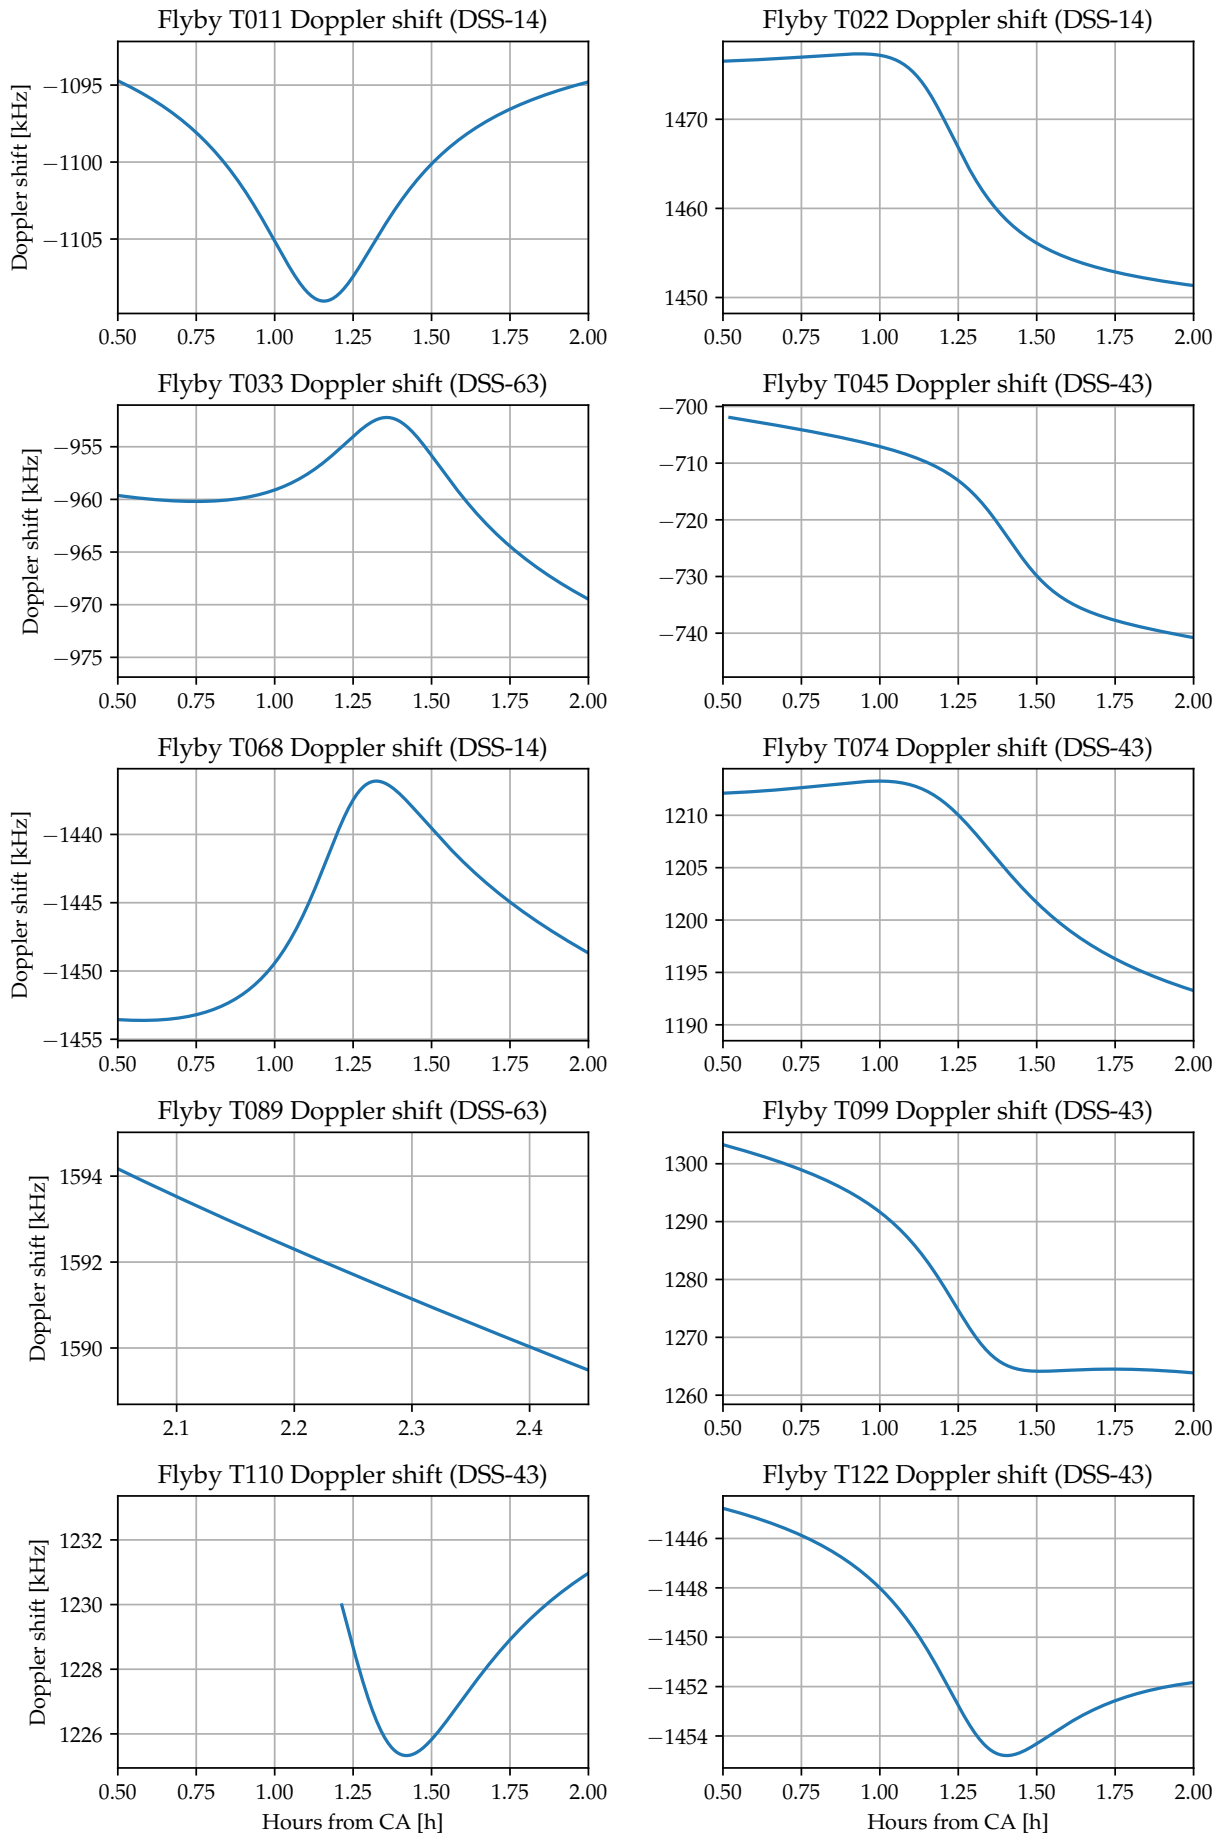 Flyby T011 Doppler shift (DSS-14)
Doppler shift [kHz]
−1095
−1100
−1105
0.50 0.75 1.00 1.25 1.50 1.75 2.00
Flyby T022 Doppler shift (DSS-14)
1470
1460
1450
0.50 0.75 1.00 1.25 1.50 1.75 2.00
Flyby T033 Doppler shift (DSS-63)
Doppler shift [kHz]
−955
−960
−965
−970
−975
0.50 0.75 1.00 1.25 1.50 1.75 2.00
Flyby T045 Doppler shift (DSS-43)
−700
−710
−720
−730
−740
0.50 0.75 1.00 1.25 1.50 1.75 2.00
Flyby T068 Doppler shift (DSS-14)
Doppler shift [kHz]
−1440
−1445
−1450
−1455
0.50 0.75 1.00 1.25 1.50 1.75 2.00
Flyby T074 Doppler shift (DSS-43)
1210
1205
1200
1195
1190
0.50 0.75 1.00 1.25 1.50 1.75 2.00
Flyby T089 Doppler shift (DSS-63)
Doppler shift [kHz]
1594
1592
1590
2.1 2.2 2.3 2.4
Flyby T099 Doppler shift (DSS-43)
1300
1290
1280
1270
1260
0.50 0.75 1.00 1.25 1.50 1.75 2.00
Flyby T110 Doppler shift (DSS-43)
Doppler shift [kHz]
1232
1230
1228
1226
0.50 0.75 1.00 1.25 1.50 1.75 2.00
Hours from CA [h]
Flyby T122 Doppler shift (DSS-43)
−1446
−1448
−1450
−1452
−1454
0.50 0.75 1.00 1.25 1.50 1.75 2.00
Hours from CA [h]